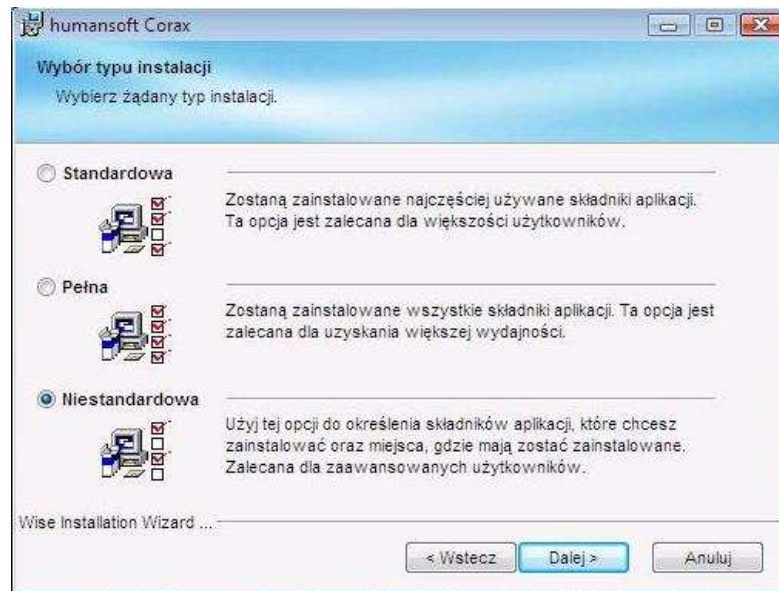 humansoft Corax
Wybór typu instalacji
Wybierz żądany typ instalacji.
Standardowa
Zostaną zainstalowane najczęściej używane składniki aplikacji.
Ta opcja jest zalecana dla większości użytkowników.
Pełna
Zostaną zainstalowane wszystkie składniki aplikacji. Ta opcja jest
zalecana dla uzyskania większej wydajności.
Niestandardowa
Użyj tej opcji do określenia składników aplikacji, które chcesz
zainstalować oraz miejsca, gdzie mają zostać zainstalowane.
Zalecana dla zaawansowanych użytkowników.
Wise Installation Wizard ...
< Wstecz Dalej > Anuluj